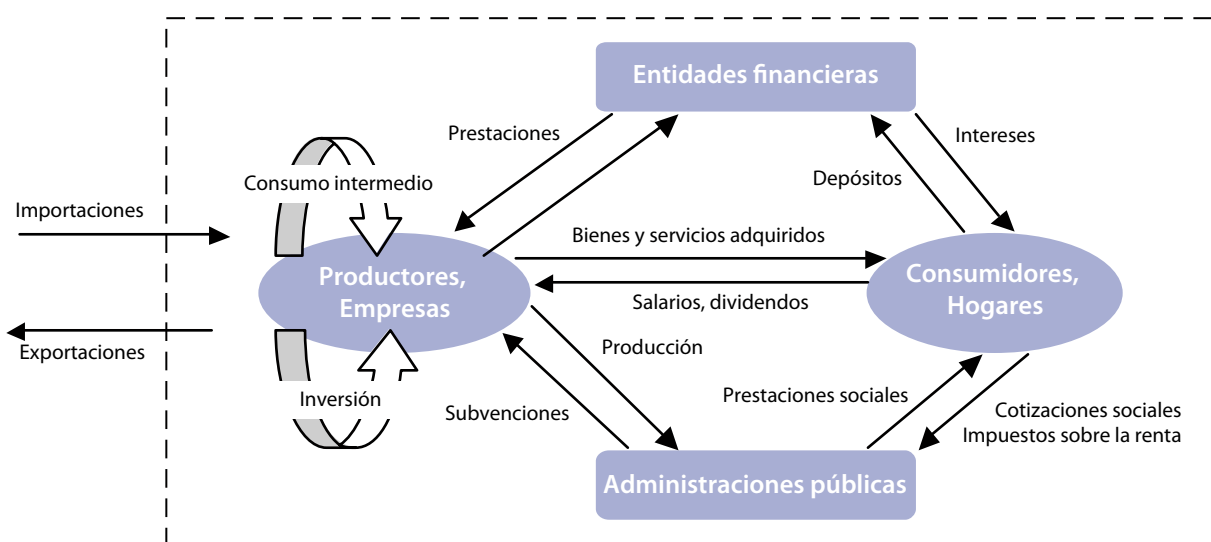 Entidades financieras
Prestaciones
Intereses
Depósitos
Consumo intermedio
Importaciones
Bienes y servicios adquiridos
Productores,
Empresas
Consumidores,
Hogares
Salarios, dividendos
Exportaciones
Producción
Inversión
Subvenciones
Prestaciones sociales
Cotizaciones sociales
Impuestos sobre la renta
Administraciones públicas